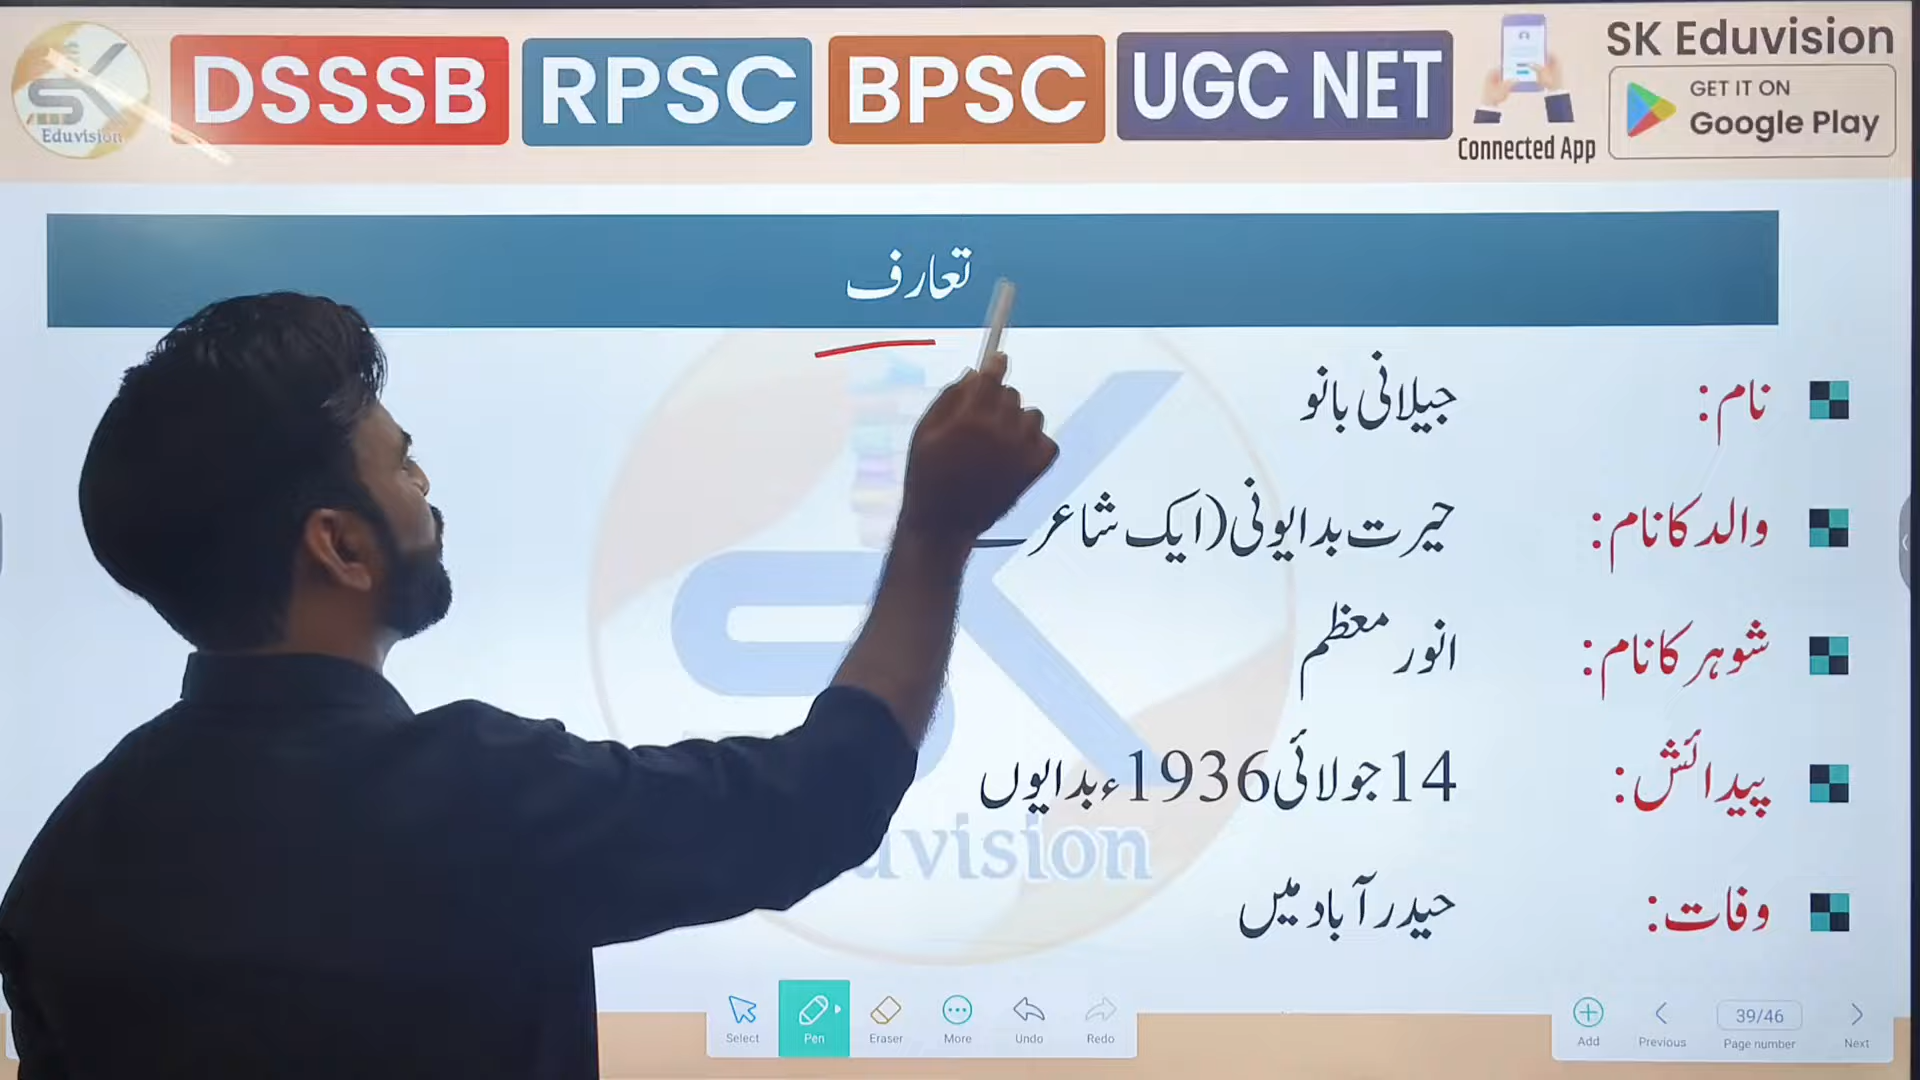 SK
Eduvision
DSSSB
RPSC
BPSC
UGC NET
Connected App
SK Eduvision
GET IT ON
Google Play
تعارف
نام: جیلانی بانو
والد کا نام: حیرت بدایونی (ایک شاعر
شوہر کا نام: انور معظم
پیدائش: 14 جولائی 1936ء بدایوں
وفات: حیدرآباد میں
Select
Pen
Eraser
More
Undo
Redo
Add
Previous
39/46
Page number
Next